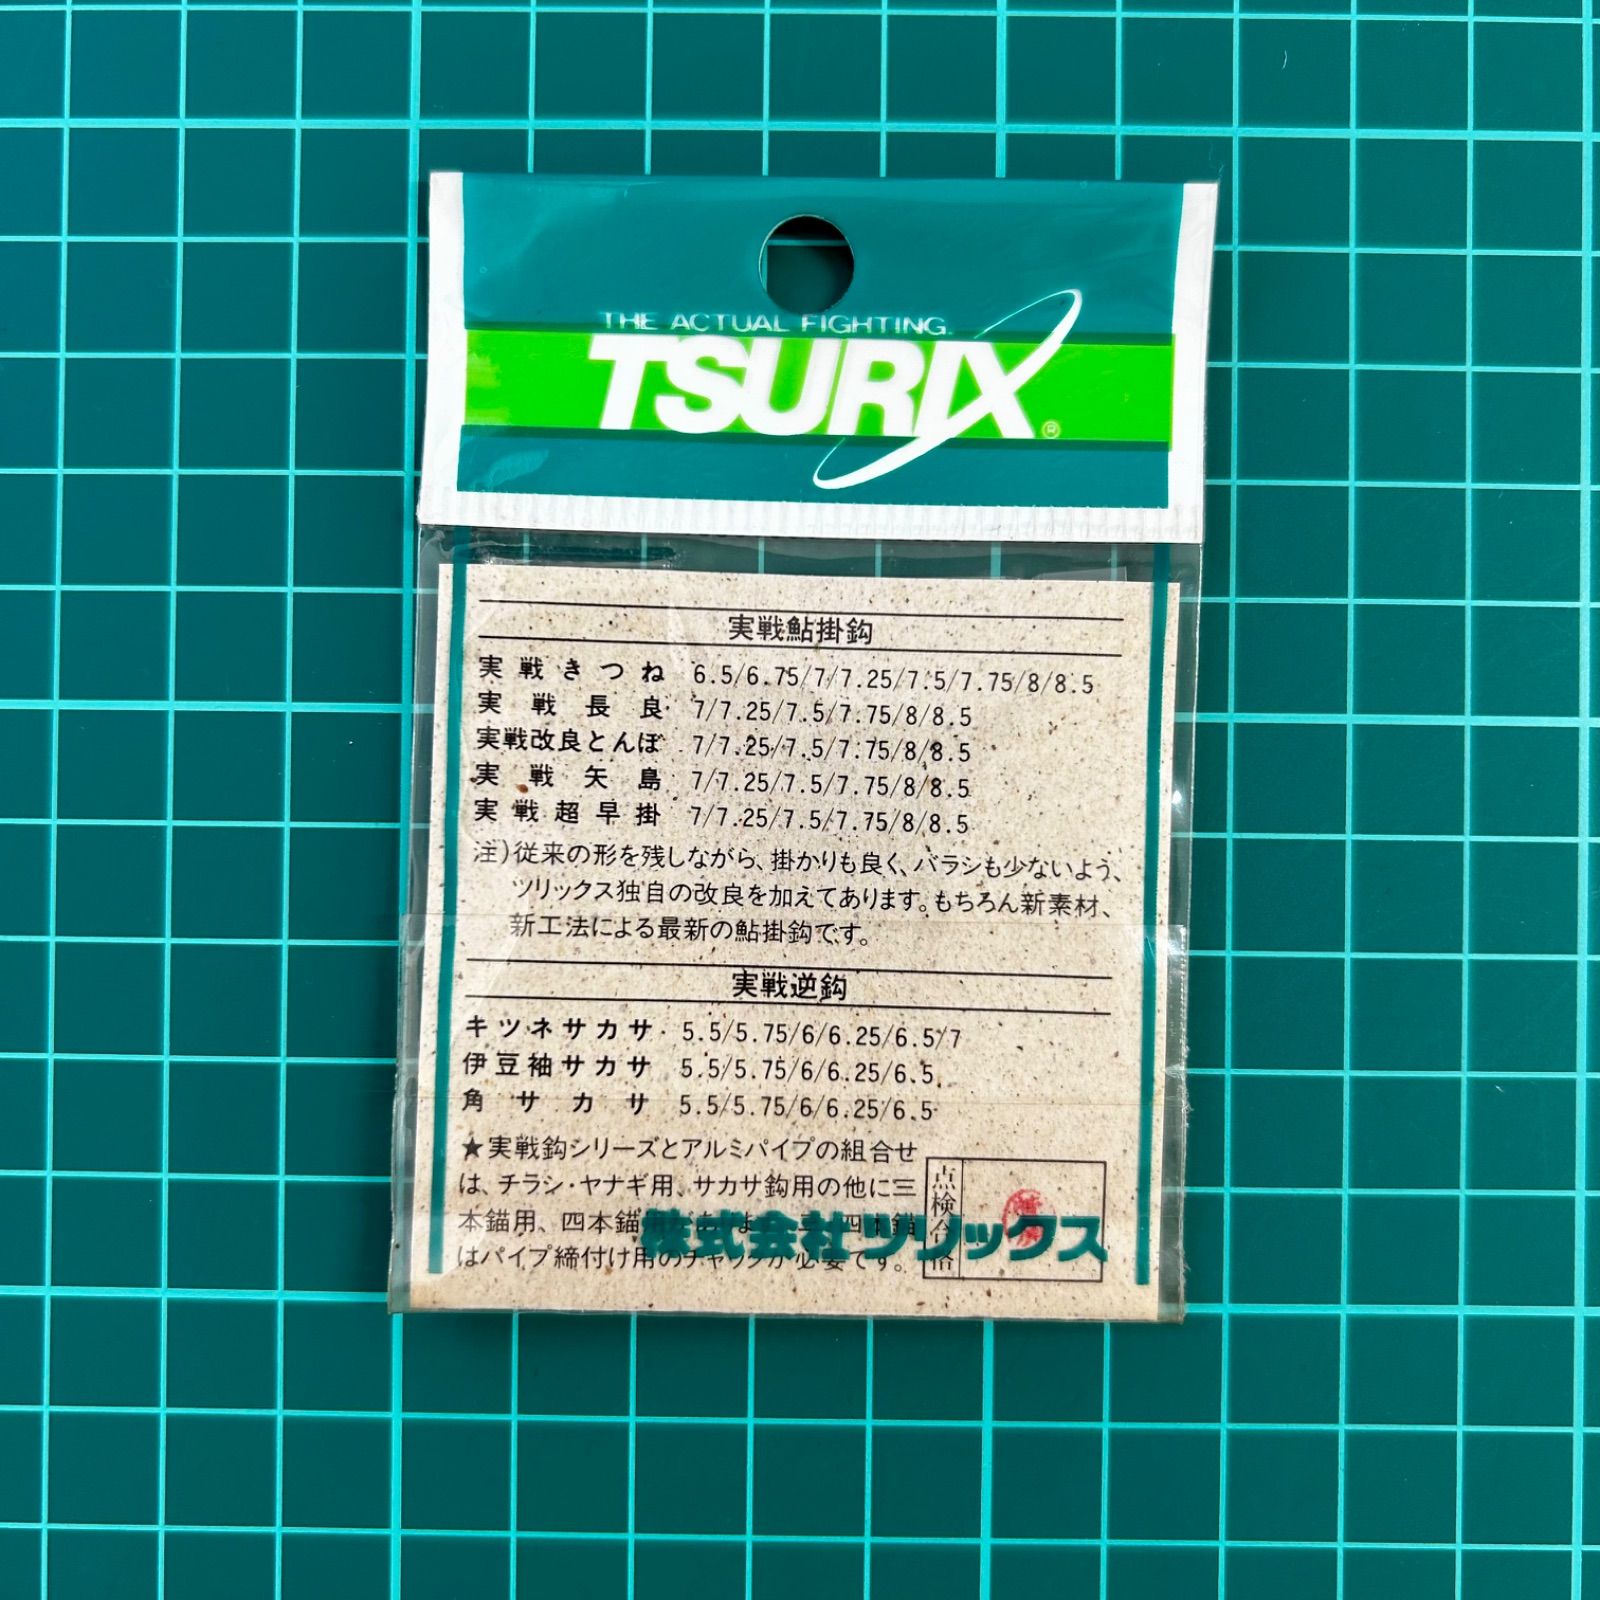 THE ACTUAL FIGHTING.
TSURIX®
実戦鮎掛鈎
実戦きつね 6.5/6.75/7/7.25/7.5/7.75/8/8.5
実戦長良 7/7.25/7.5/7.75/8/8.5
実戦改良とんぼ 7/7.25/7.5/7.75/8/8.5
実戦矢島 7/7.25/7.5/7.75/8/8.5
実戦超早掛 7/7.25/7.5/7.75/8/8.5
注)従来の形を残しながら、掛かりも良く、バラシも少ないよう、
ツリックス独自の改良を加えてあります。もちろん新素材、
新工法による最新の鮎掛鈎です。
実戦逆鈎
キツネサカサ 5.5/5.75/6/6.25/6.5/7
伊豆袖サカサ 5.5/5.75/6/6.25/6.5
角サカサ 5.5/5.75/6/6.25/6.5
★実戦鈎シリーズとアルミパイプの組合せ
は、チラシ・ヤナギ用、サカサ鈎用の他に三
本錨用、四本錨用
はパイプ締付け用のチャックが必要です。
点検合格
株式会社ツリックス